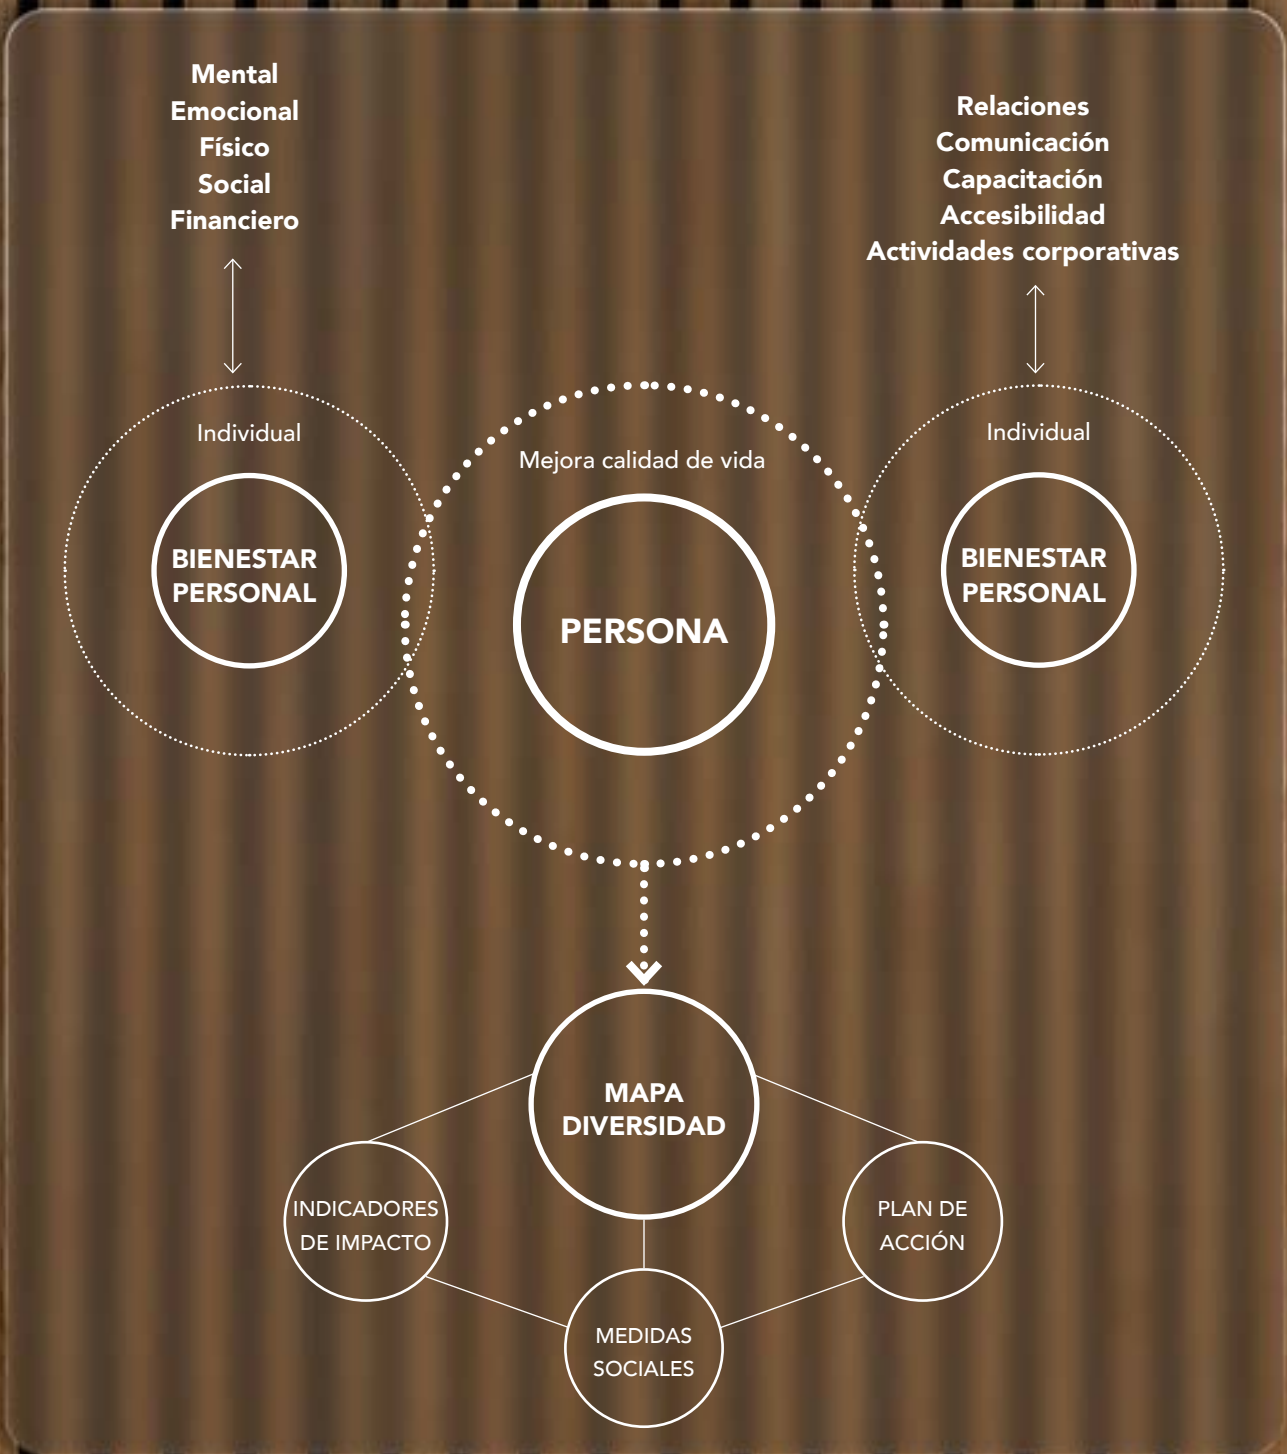 Mental
Emocional
Físico
Social
Financiero
Relaciones
Comunicación
Capacitación
Accesibilidad
Actividades corporativas
Individual
BIENESTAR
PERSONAL
Mejora calidad de vida
PERSONA
Individual
BIENESTAR
PERSONAL
MAPA
DIVERSIDAD
INDICADORES
DE IMPACTO
PLAN DE
ACCIÓN
MEDIDAS
SOCIALES